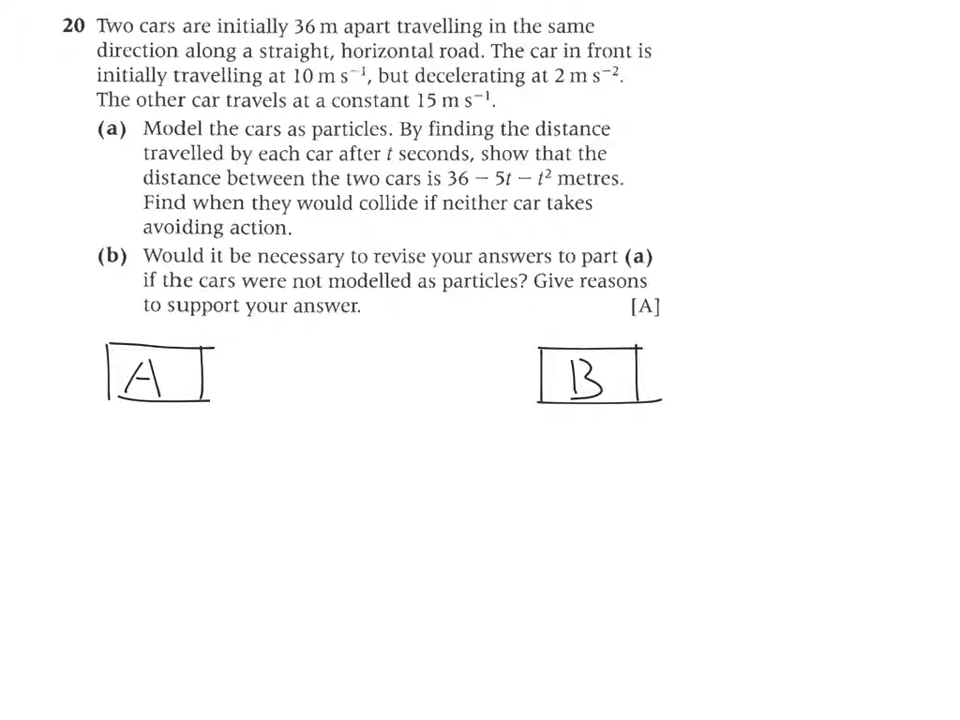 20 Two cars are initially 36 m apart travelling in the same
direction along a straight, horizontal road. The car in front is
initially travelling at 10 m s⁻¹, but decelerating at 2 m s⁻².
The other car travels at a constant 15 m s⁻¹.
(a) Model the cars as particles. By finding the distance
travelled by each car after t seconds, show that the
distance between the two cars is 36 − 5t − t² metres.
Find when they would collide if neither car takes
avoiding action.
(b) Would it be necessary to revise your answers to part (a)
if the cars were not modelled as particles? Give reasons
to support your answer. [A]
A B